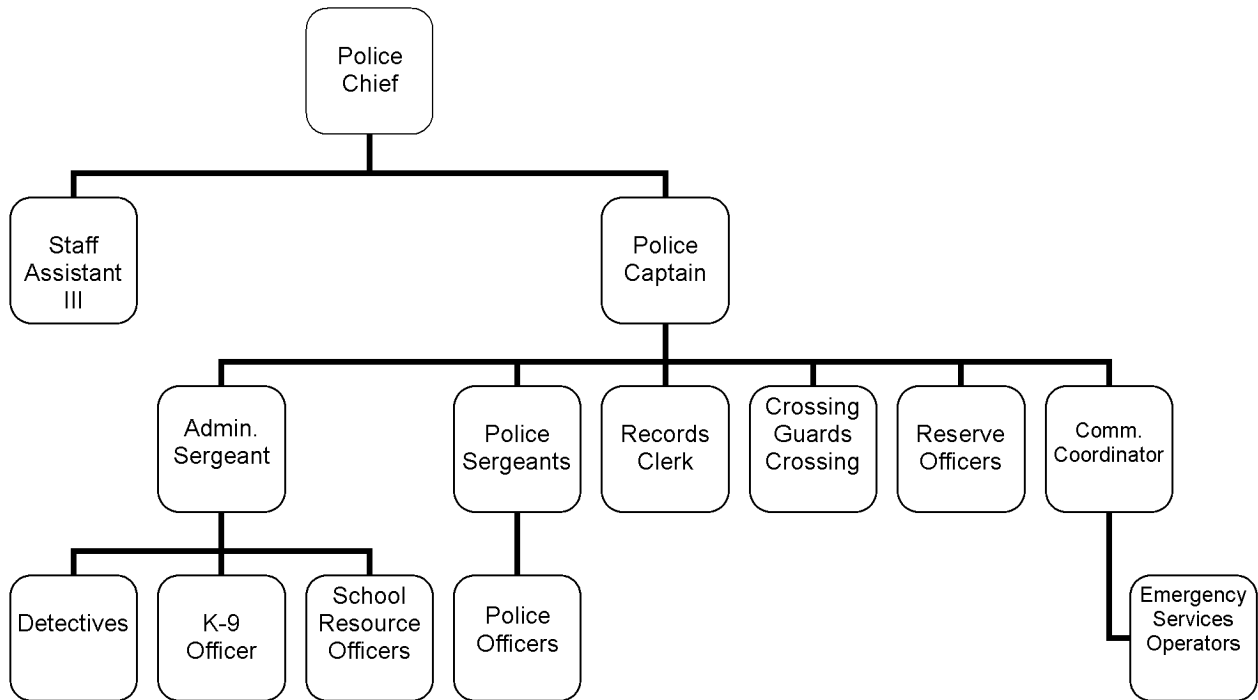 Police
Chief
Staff
Assistant
III
Police
Captain
Admin.
Sergeant
Police
Sergeants
Records
Clerk
Crossing
Guards
Crossing
Reserve
Officers
Comm.
Coordinator
Detectives
K-9
Officer
School
Resource
Officers
Police
Officers
Emergency
Services
Operators